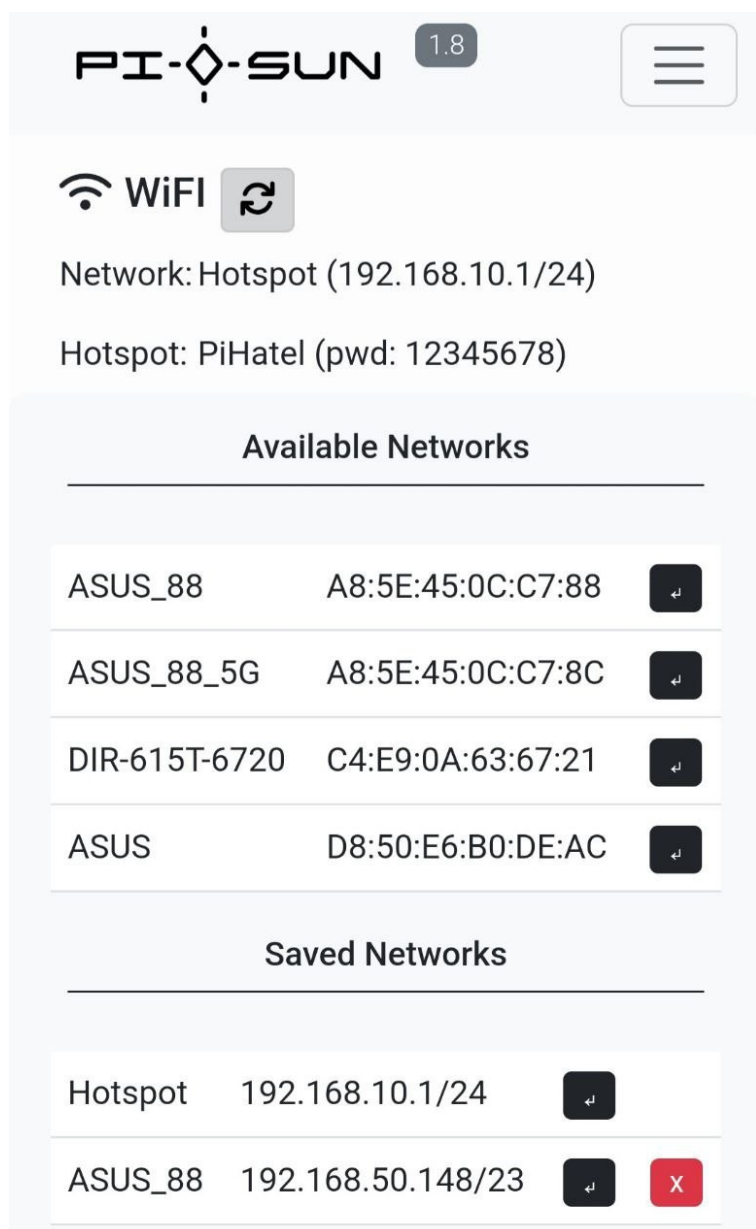 PI-SUN 1.8
WiFI
Network: Hotspot (192.168.10.1/24)
Hotspot: PiHatel (pwd: 12345678)
Available Networks
ASUS_88 A8:5E:45:0C:C7:88
ASUS_88_5G A8:5E:45:0C:C7:8C
DIR-615T-6720 C4:E9:0A:63:67:21
ASUS D8:50:E6:B0:DE:AC
Saved Networks
Hotspot 192.168.10.1/24
ASUS_88 192.168.50.148/23 X